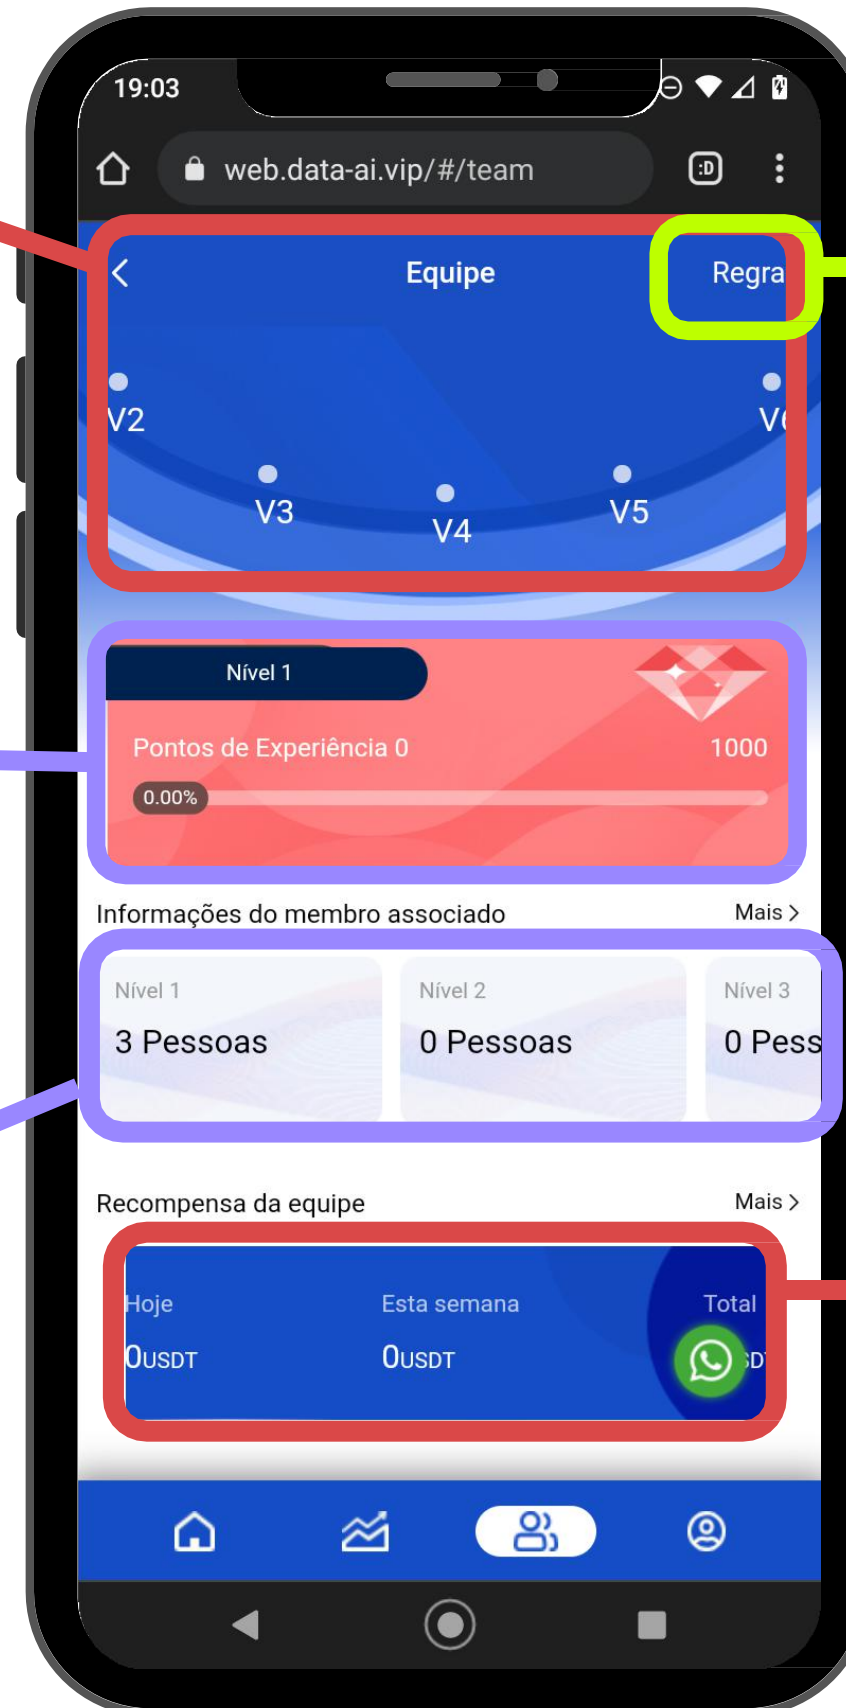 19:03
web.data-ai.vip/#/team
Equipe
Regra
V2
V3
V4
V5
Nível 1
Pontos de Experiência 0
1000
0.00%
Informações do membro associado
Mais >
Nível 1
Nível 2
Nível 3
3 Pessoas
0 Pessoas
0 Pess
Recompensa da equipe
Mais >
Hoje
Esta semana
Total
0USDT
0USDT